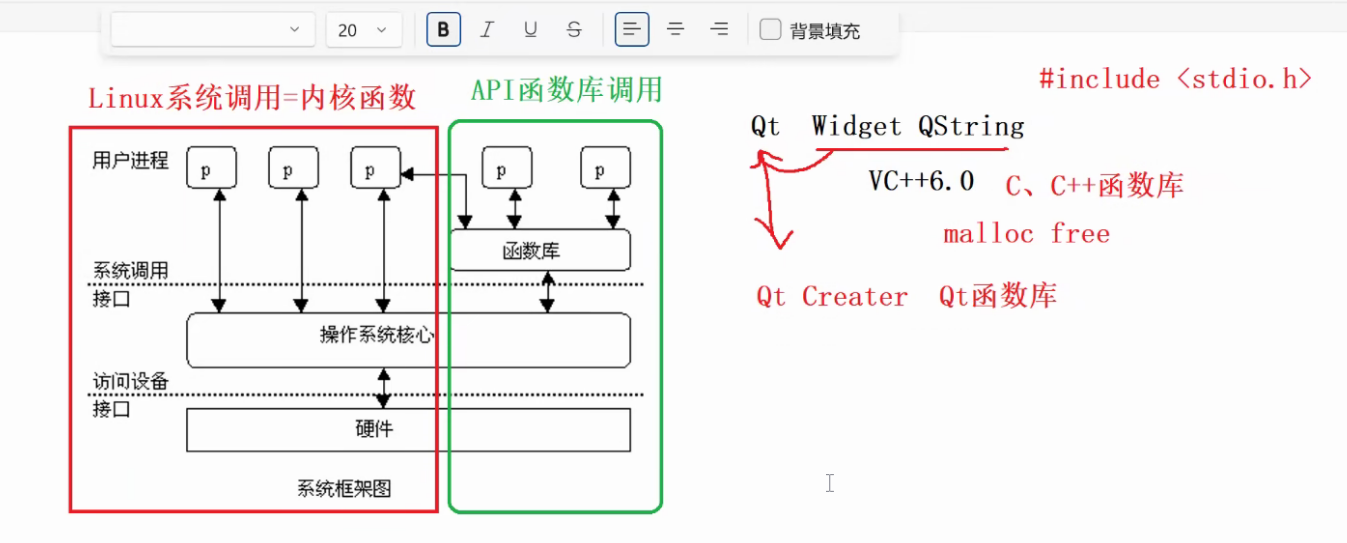 20
B I U S
背景填充
Linux系统调用=内核函数
API函数库调用
#include <stdio.h>
Qt Widget QString
用户进程
p p p p p
VC++6.0 C、C++函数库
malloc free
函数库
系统调用
接口
Qt Creater Qt函数库
操作系统核心
访问设备
接口
硬件
系统框架图